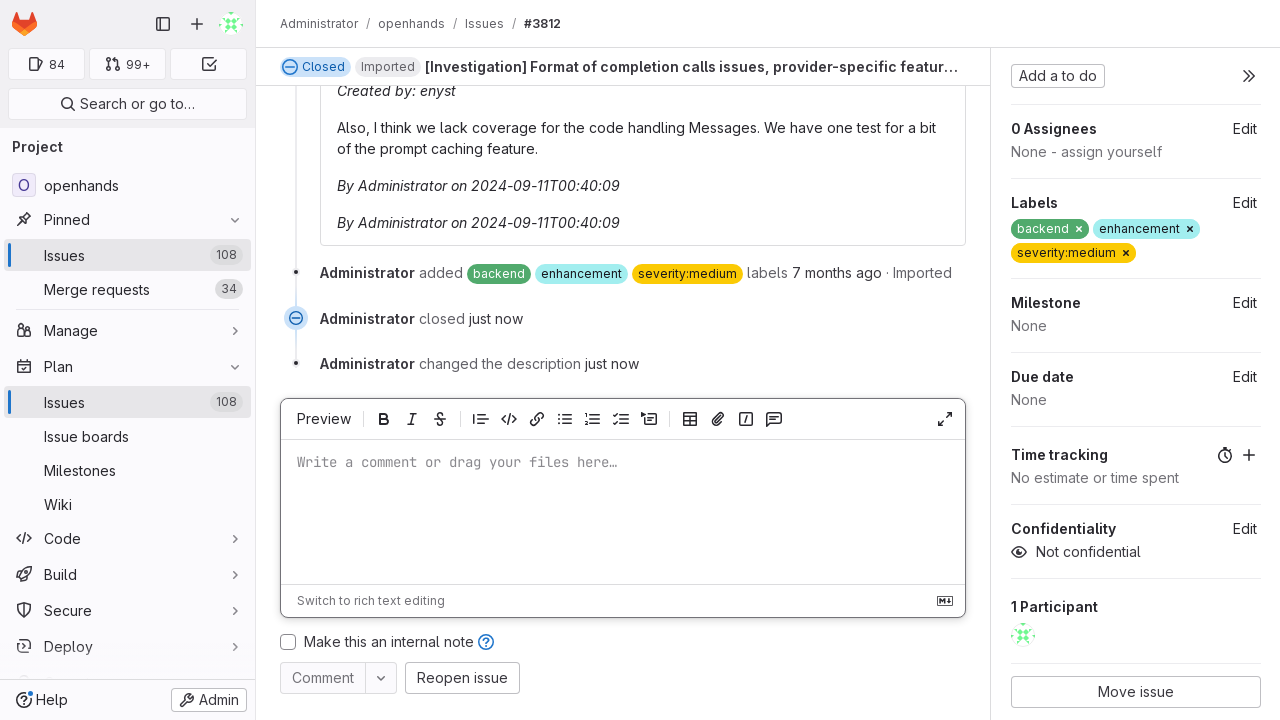 Administrator / openhands / Issues / #3812
84
99+
Search or go to…
Project
O openhands
Pinned
Issues 108
Merge requests 34
Manage
Plan
Issues 108
Issue boards
Milestones
Wiki
Code
Build
Secure
Deploy
Help
Admin
Closed Imported [Investigation] Format of completion calls issues, provider-specific featur…
Created by: enyst
Also, I think we lack coverage for the code handling Messages. We have one test for a bit
of the prompt caching feature.
By Administrator on 2024-09-11T00:40:09
By Administrator on 2024-09-11T00:40:09
Administrator added backend enhancement severity:medium labels 7 months ago · Imported
Administrator closed just now
Administrator changed the description just now
Preview
Write a comment or drag your files here…
Switch to rich text editing
Make this an internal note
Comment
Reopen issue
Add a to do
0 Assignees Edit
None - assign yourself
Labels Edit
backend × enhancement ×
severity:medium ×
Milestone Edit
None
Due date Edit
None
Time tracking
No estimate or time spent
Confidentiality Edit
Not confidential
1 Participant
Move issue